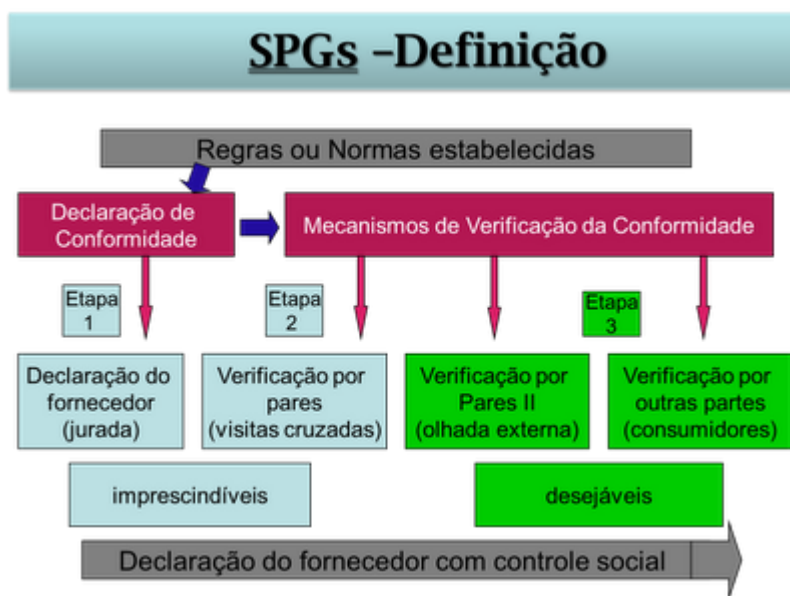 SPGs –Definição
Regras ou Normas estabelecidas
Declaração de
Conformidade
Mecanismos de Verificação da Conformidade
Etapa
1
Etapa
2
Etapa
3
Declaração do
fornecedor
(jurada)
Verificação por
pares
(visitas cruzadas)
Verificação por
Pares II
(olhada externa)
Verificação por
outras partes
(consumidores)
imprescindíveis
desejáveis
Declaração do fornecedor com controle social